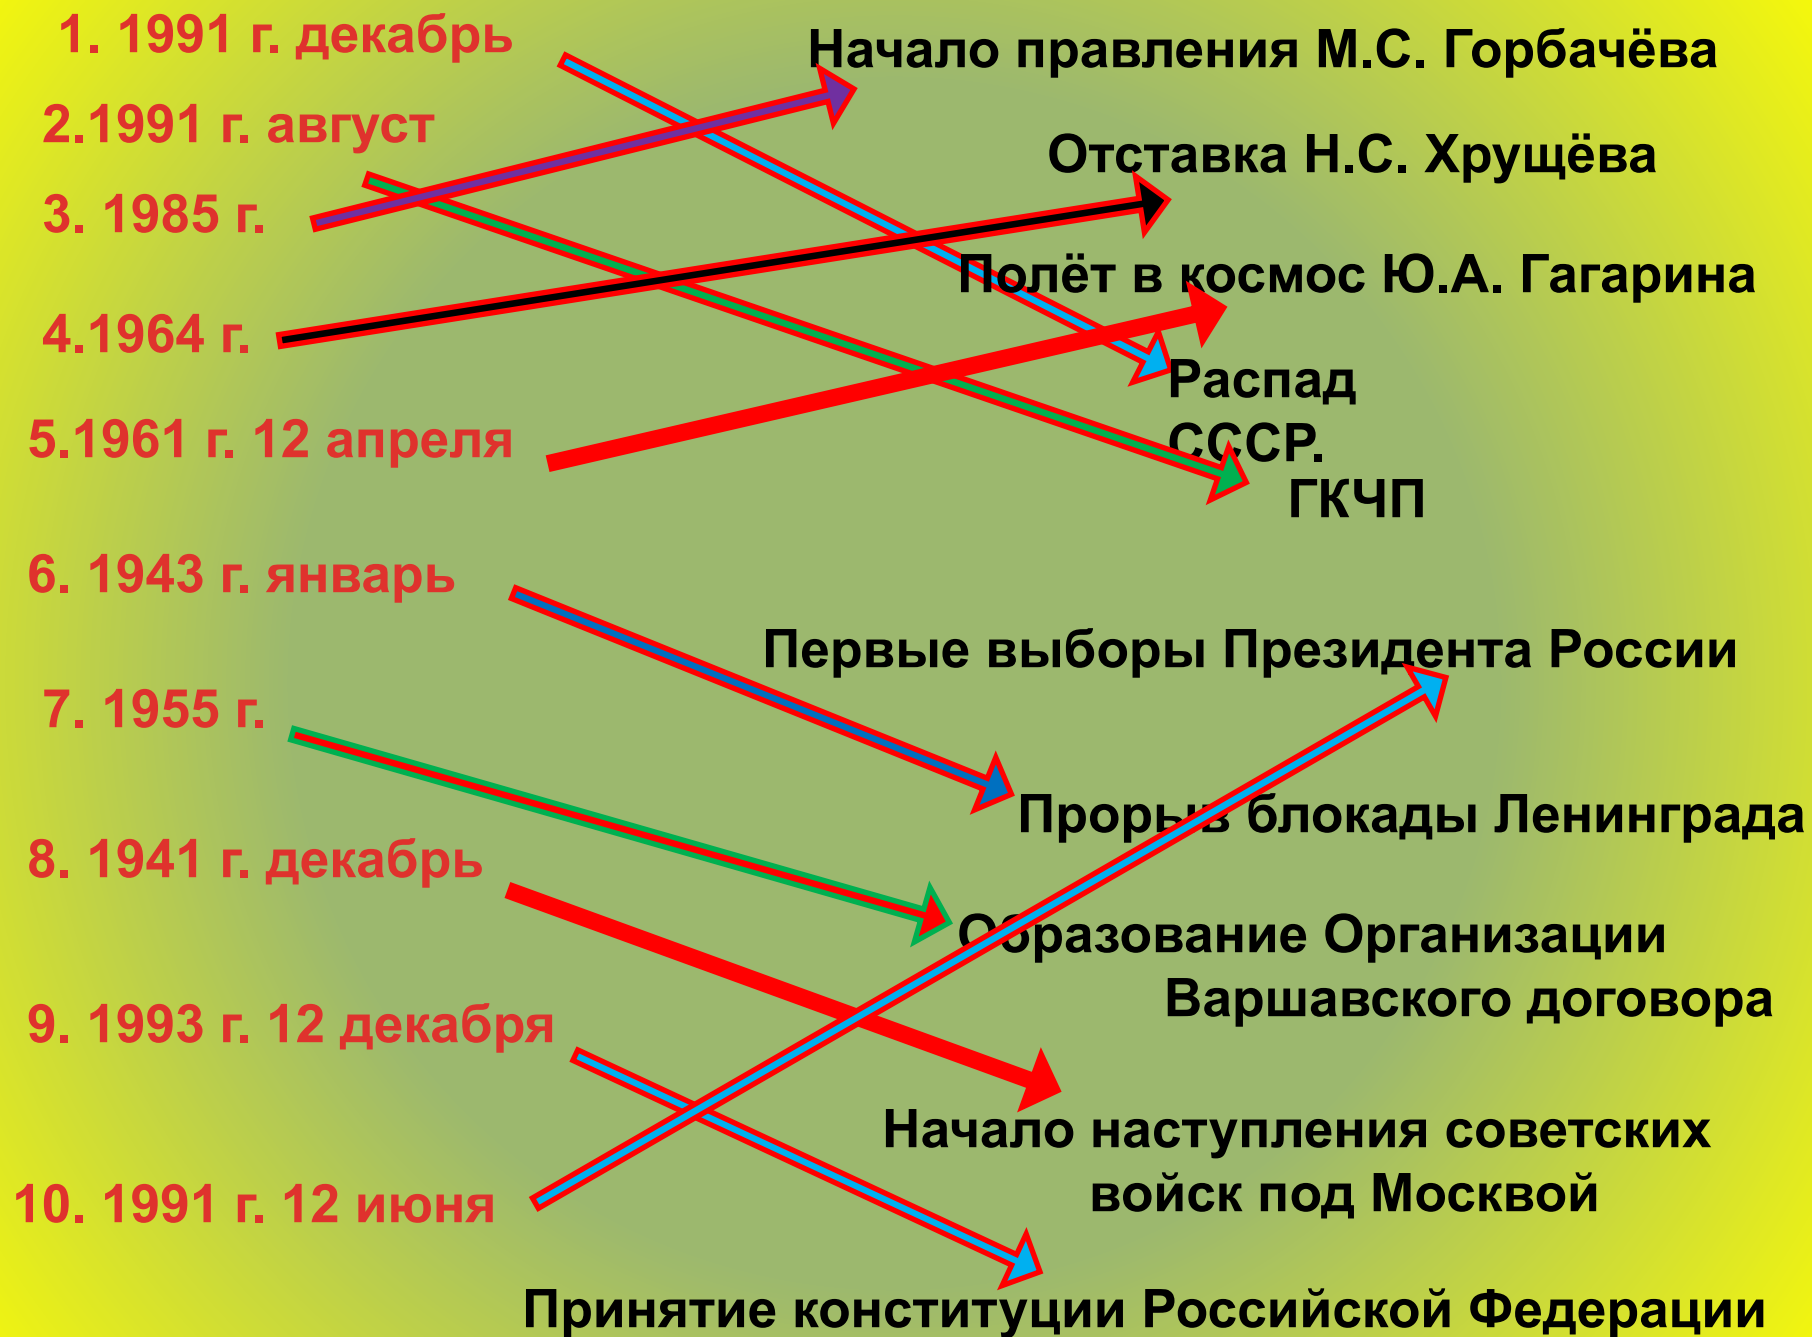 1. 1991 г. декабрь
2.1991 г. август
3. 1985 г.
4.1964 г.
5.1961 г. 12 апреля
6. 1943 г. январь
7. 1955 г.
8. 1941 г. декабрь
9. 1993 г. 12 декабря
10. 1991 г. 12 июня
Начало правления М.С. Горбачёва
Отставка Н.С. Хрущёва
Полёт в космос Ю.А. Гагарина
Распад
СССР.
ГКЧП
Первые выборы Президента России
Прорыв блокады Ленинграда
Образование Организации
Варшавского договора
Начало наступления советских
войск под Москвой
Принятие конституции Российской Федерации